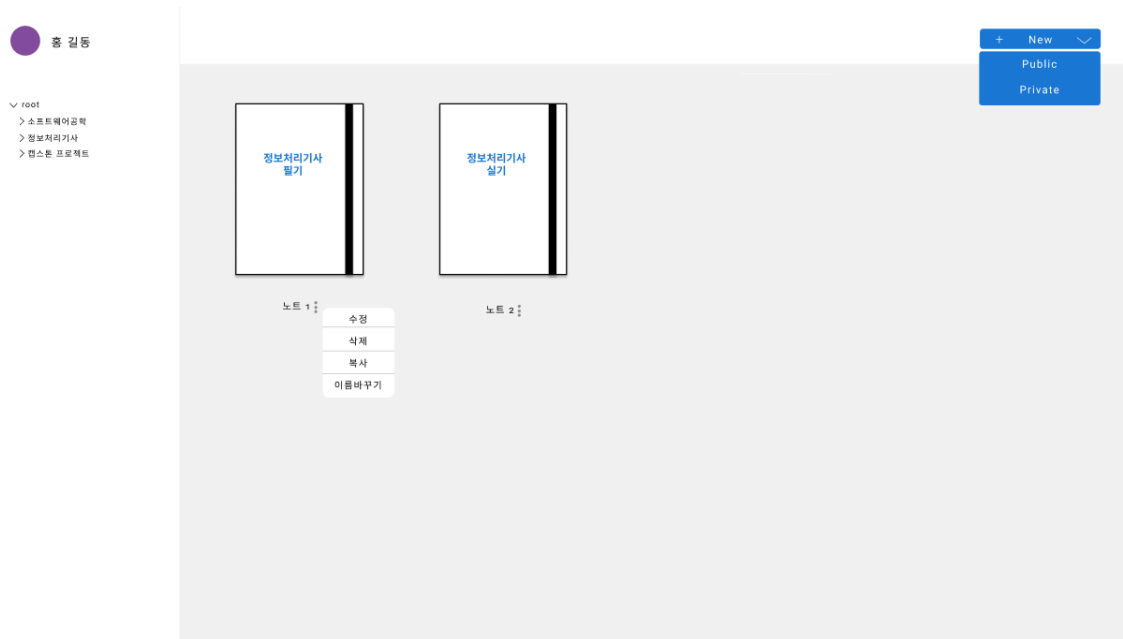 홍 길동
root
소프트웨어공학
정보처리기사
캡스톤 프로젝트
+ New
Public
Private
정보처리기사
필기
정보처리기사
실기
노트 1
노트 2
수정
삭제
복사
이름바꾸기